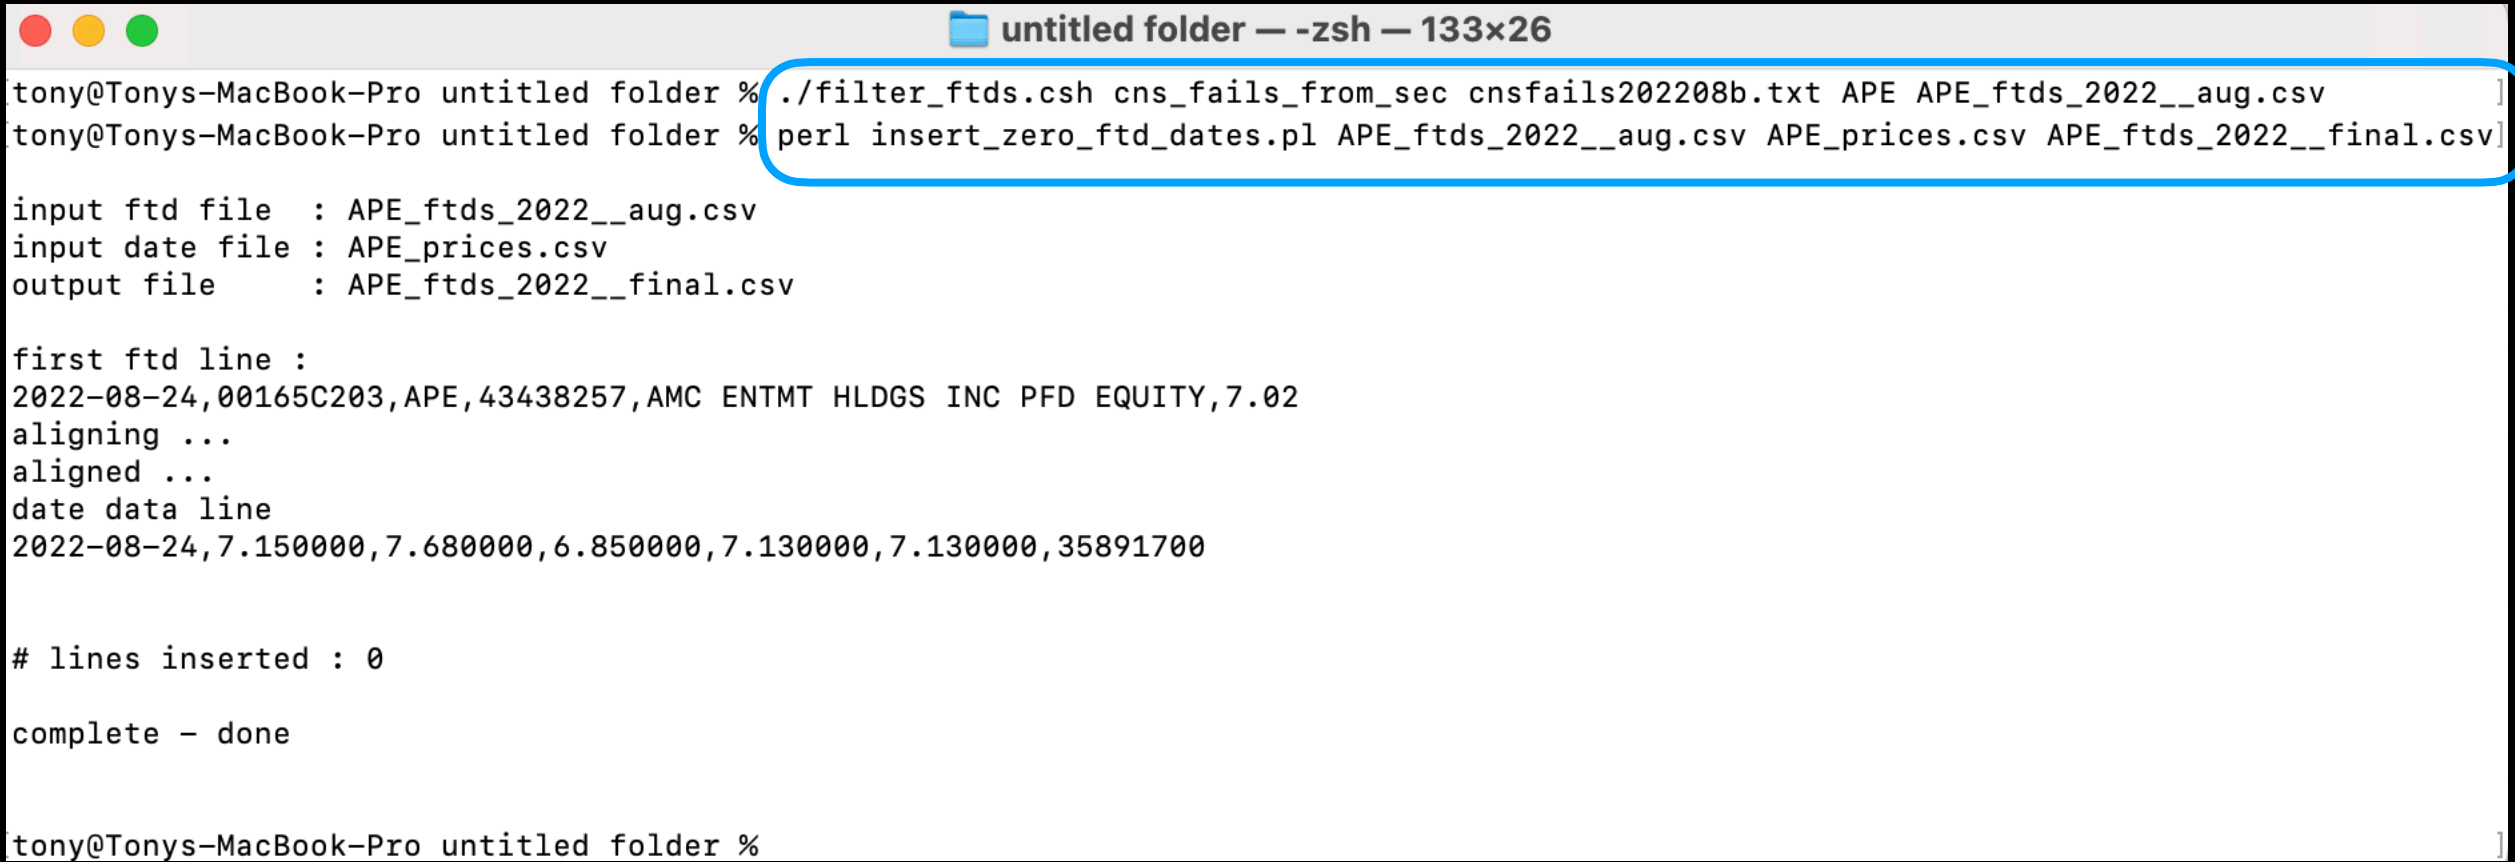 untitled folder — -zsh — 133×26
tony@Tonys-MacBook-Pro untitled folder % ./filter_ftds.csh cns_fails_from_sec cnsfails202208b.txt APE APE_ftds_2022__aug.csv
tony@Tonys-MacBook-Pro untitled folder % perl insert_zero_ftd_dates.pl APE_ftds_2022__aug.csv APE_prices.csv APE_ftds_2022__final.csv
input ftd file  : APE_ftds_2022__aug.csv
input date file : APE_prices.csv
output file     : APE_ftds_2022__final.csv
first ftd line :
2022-08-24,00165C203,APE,43438257,AMC ENTMT HLDGS INC PFD EQUITY,7.02
aligning ...
aligned ...
date data line
2022-08-24,7.150000,7.680000,6.850000,7.130000,7.130000,35891700
# lines inserted : 0
complete - done
tony@Tonys-MacBook-Pro untitled folder %